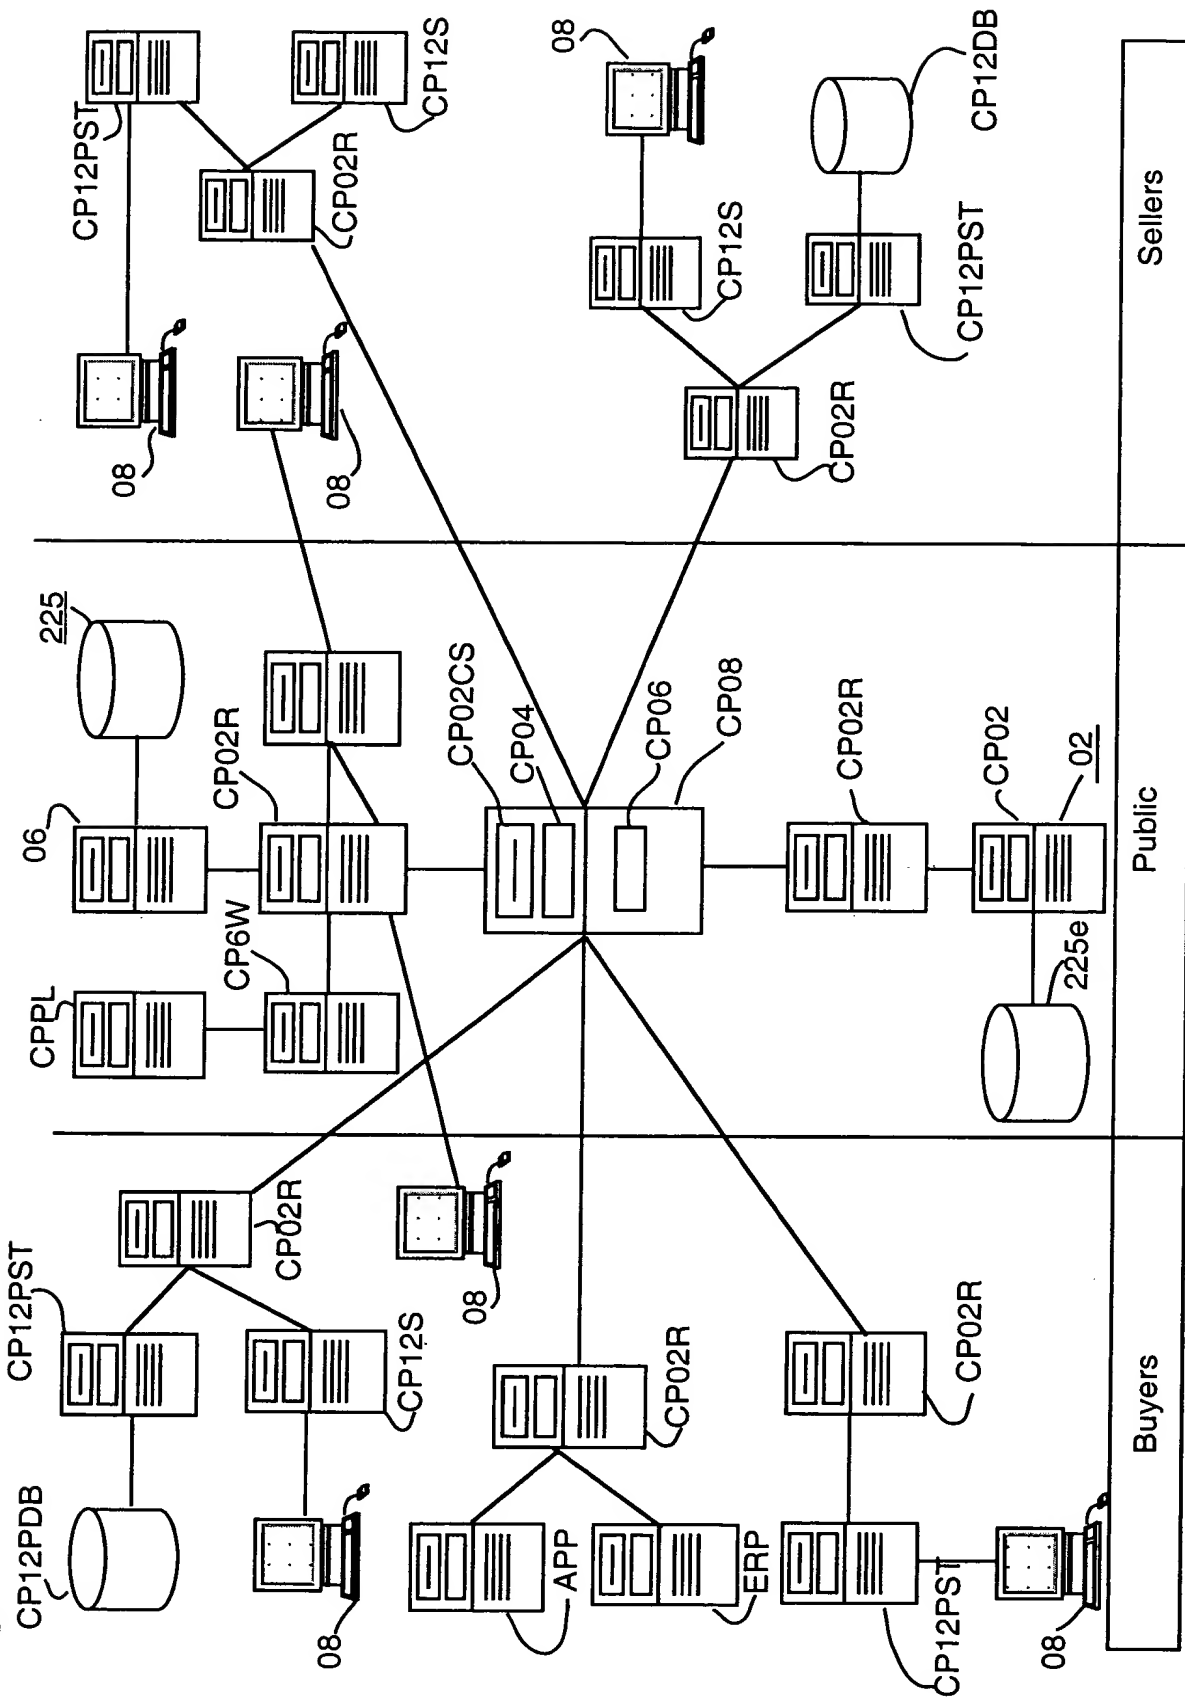 CP12PDB
CP12PST
CP02R
CP12S
08
08
APP
ERP
CP02R
CP12PST
CP02R
08
Buyers
CPPL
CP6W
06
225
CP02R
CP02CS
CP04
CP06
CP08
CP02R
CP02
02
225e
Public
CP12PST
CP02R
CP12S
08
08
08
CP12S
CP12DB
CP12PST
CP02R
Sellers